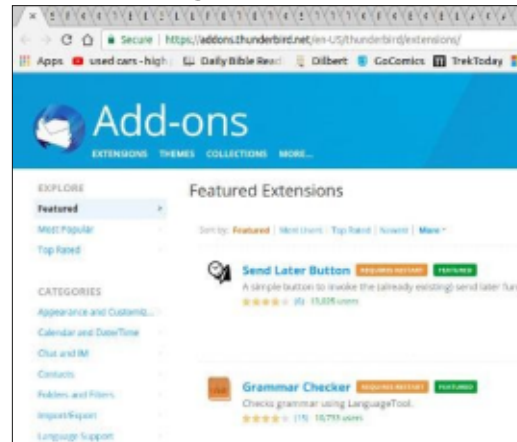 Secure | https://addons.thunderbird.net/en-US/thunderbird/extensions/
Apps used cars - high Daily Bible Read Dilbert GoComics TrekToday
Add-ons
EXTENSIONS THEMES COLLECTIONS MORE...
EXPLORE
Featured
Most Popular
Top Rated
CATEGORIES
Appearance and Customiz...
Calendar and Date/Time
Chat and IM
Contacts
Folders and Filters
Import/Export
Language Support
Featured Extensions
Sort by: Featured | Most Users | Top Rated | Newest | More
Send Later Button REQUIRES RESTART FEATURED
A simple button to invoke the (already existing) send later fun
(6) users
Grammar Checker REQUIRES RESTART FEATURED
Checks grammar using LanguageTool.
(15) 10,733 users